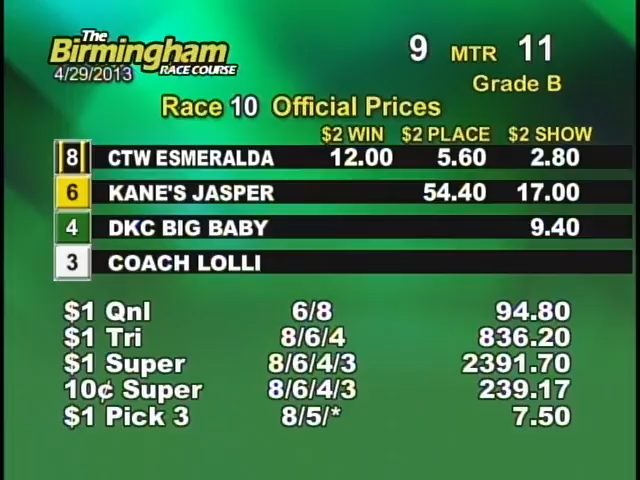 The
Birmingham
RACE COURSE
4/29/2013
9 MTR 11
Grade B
Race 10 Official Prices
$2 WIN $2 PLACE $2 SHOW
8 CTW ESMERALDA 12.00 5.60 2.80
6 KANE'S JASPER 54.40 17.00
4 DKC BIG BABY 9.40
3 COACH LOLLI
$1 Qnl 6/8 94.80
$1 Tri 8/6/4 836.20
$1 Super 8/6/4/3 2391.70
10¢ Super 8/6/4/3 239.17
$1 Pick 3 8/5/* 7.50